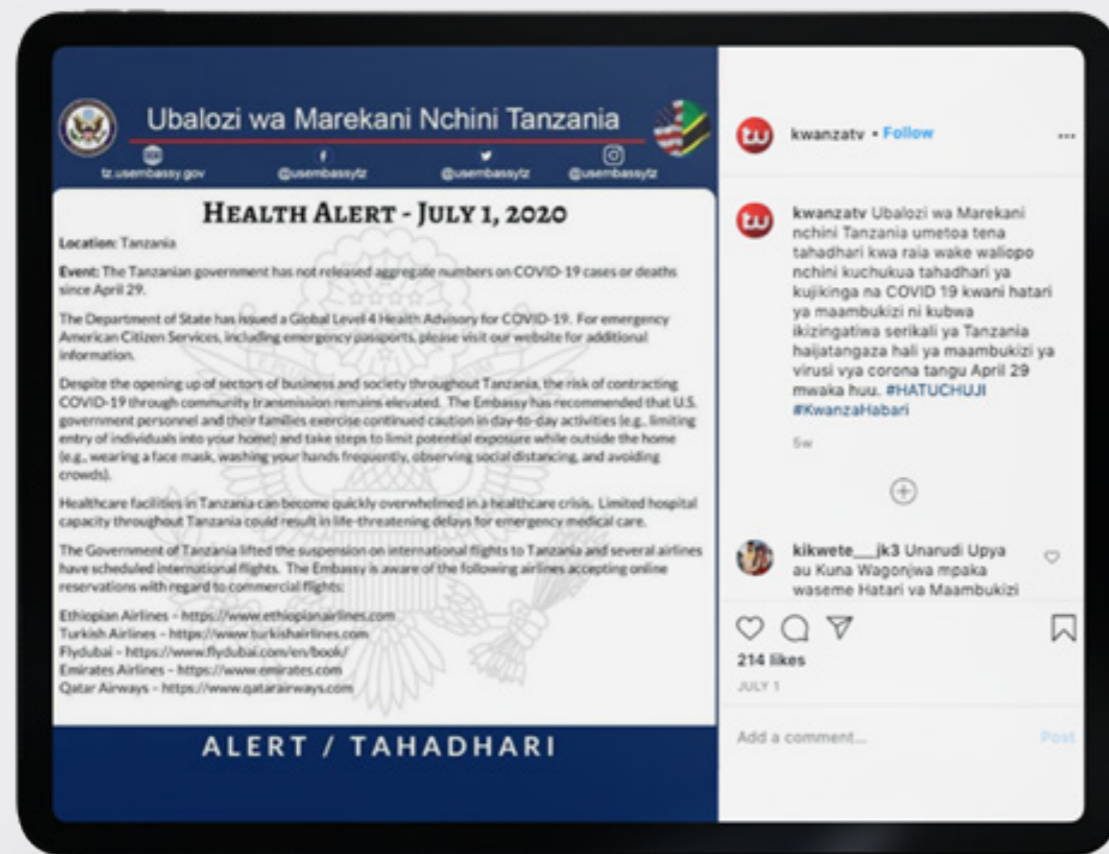 Ubalozi wa Marekani Nchini Tanzania
tz.usembassy.gov
@usembassytz
@usembassytz
@usembassytz
HEALTH ALERT - JULY 1, 2020
Location: Tanzania
Event: The Tanzanian government has not released aggregate numbers on COVID-19 cases or deaths
since April 29.
The Department of State has issued a Global Level 4 Health Advisory for COVID-19. For emergency
American Citizen Services, including emergency passports, please visit our website for additional
information.
Despite the opening up of sectors of business and society throughout Tanzania, the risk of contracting
COVID-19 through community transmission remains elevated. The Embassy has recommended that U.S.
government personnel and their families exercise continued caution in day-to-day activities (e.g., limiting
entry of individuals into your home) and take steps to limit potential exposure while outside the home
(e.g., wearing a face mask, washing your hands frequently, observing social distancing, and avoiding
crowds).
Healthcare facilities in Tanzania can become quickly overwhelmed in a healthcare crisis. Limited hospital
capacity throughout Tanzania could result in life-threatening delays for emergency medical care.
The Government of Tanzania lifted the suspension on international flights to Tanzania and several airlines
have scheduled international flights. The Embassy is aware of the following airlines accepting online
reservations with regard to commercial flights:
Ethiopian Airlines – https://www.ethiopianairlines.com
Turkish Airlines – https://www.turkishairlines.com
Flydubai – https://www.flydubai.com/en/book/
Emirates Airlines – https://www.emirates.com
Qatar Airways – https://www.qatarairways.com
ALERT / TAHADHARI
kwanzatv • Follow
kwanzatv Ubalozi wa Marekani
nchini Tanzania umetoa tena
tahadhari kwa raia wake waliopo
nchini kuchukua tahadhari ya
kujikinga na COVID 19 kwani hatari
ya maambukizi ni kubwa
ikizingatiwa serikali ya Tanzania
haijatangaza hali ya maambukizi ya
virusi vya corona tangu April 29
mwaka huu. #HATUCHUJI
#KwanzaHabari
5w
kikwete___jk3 Unarudi Upya
au Kuna Wagonjwa mpaka
waseme Hatari va Maambukizi
214 likes
JULY 1
Add a comment...
Post